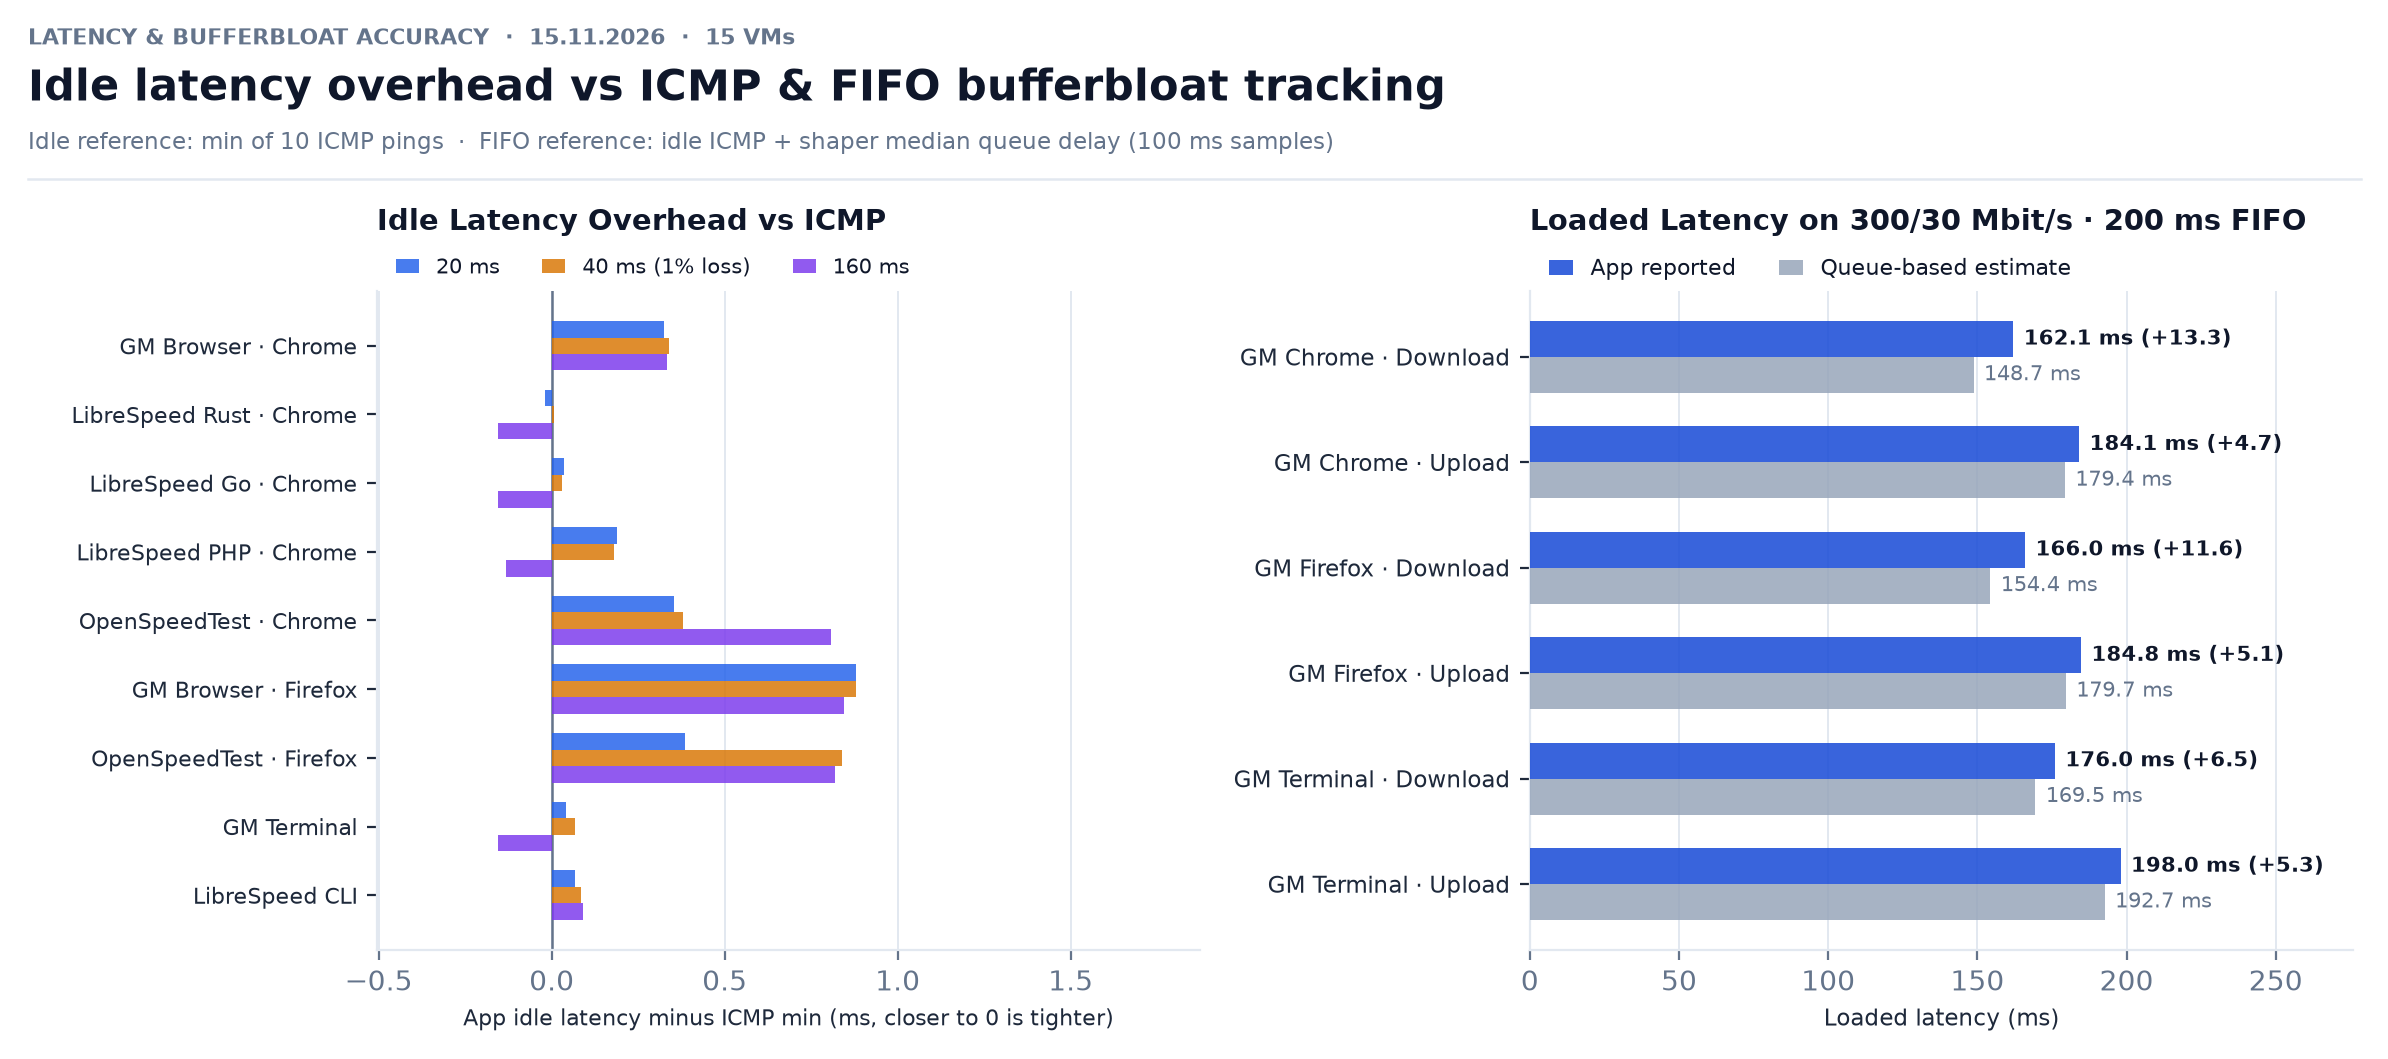 LATENCY & BUFFERBLOAT ACCURACY · 15.11.2026 · 15 VMs
Idle latency overhead vs ICMP & FIFO bufferbloat tracking
Idle reference: min of 10 ICMP pings · FIFO reference: idle ICMP + shaper median queue delay (100 ms samples)
Idle Latency Overhead vs ICMP
20 ms
40 ms (1% loss)
160 ms
GM Browser · Chrome
LibreSpeed Rust · Chrome
LibreSpeed Go · Chrome
LibreSpeed PHP · Chrome
OpenSpeedTest · Chrome
GM Browser · Firefox
OpenSpeedTest · Firefox
GM Terminal
LibreSpeed CLI
−0.5 0.0 0.5 1.0 1.5
App idle latency minus ICMP min (ms, closer to 0 is tighter)
Loaded Latency on 300/30 Mbit/s · 200 ms FIFO
App reported
Queue-based estimate
GM Chrome · Download
162.1 ms (+13.3)
148.7 ms
GM Chrome · Upload
184.1 ms (+4.7)
179.4 ms
GM Firefox · Download
166.0 ms (+11.6)
154.4 ms
GM Firefox · Upload
184.8 ms (+5.1)
179.7 ms
GM Terminal · Download
176.0 ms (+6.5)
169.5 ms
GM Terminal · Upload
198.0 ms (+5.3)
192.7 ms
0 50 100 150 200 250
Loaded latency (ms)